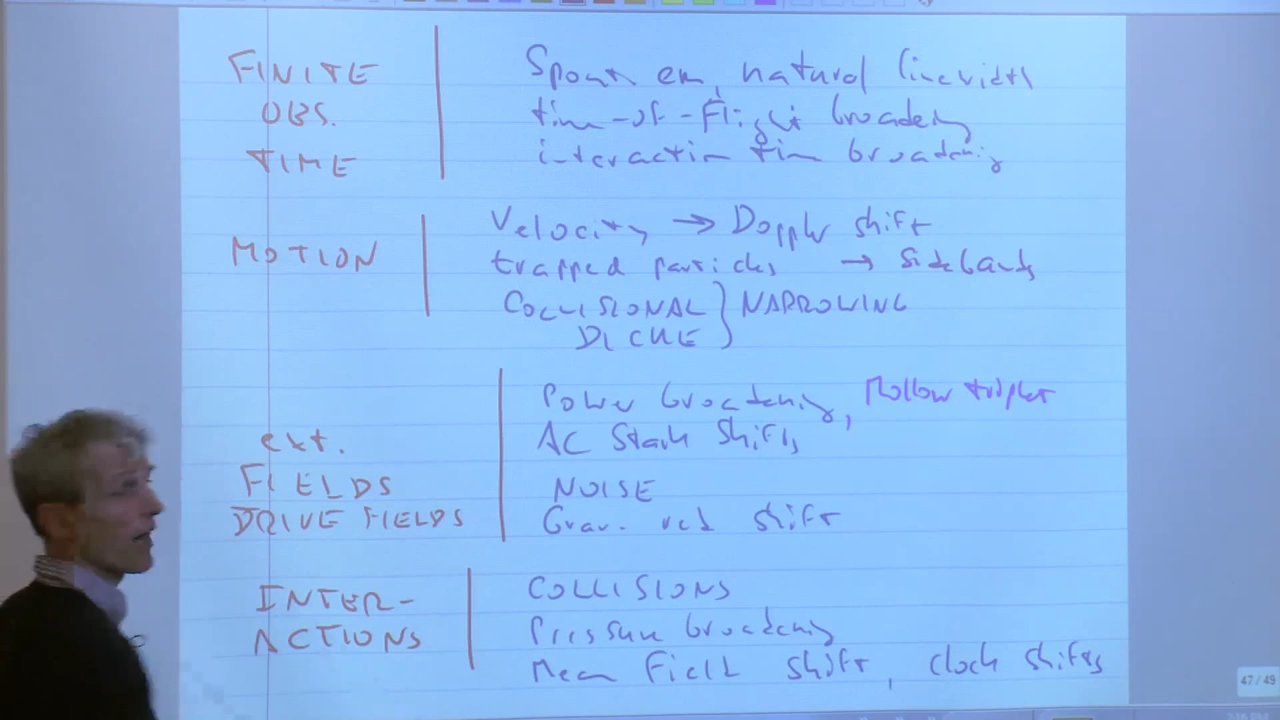 FINITE
OBS.
TIME
Spont em, natural linewidth
time-of-flight broadening
interaction time broadening
MOTION
Velocity → Doppler shift
trapped particles → sidebands
COLLISIONAL } NARROWING
DICKE
ext.
FIELDS
DRIVE FIELDS
Power broadening, Mollow triplet
AC Stark shifts
NOISE
Grav. red shift
INTER-
ACTIONS
COLLISIONS
Pressure broadening
Mean Field shift, clock shifts
47/49